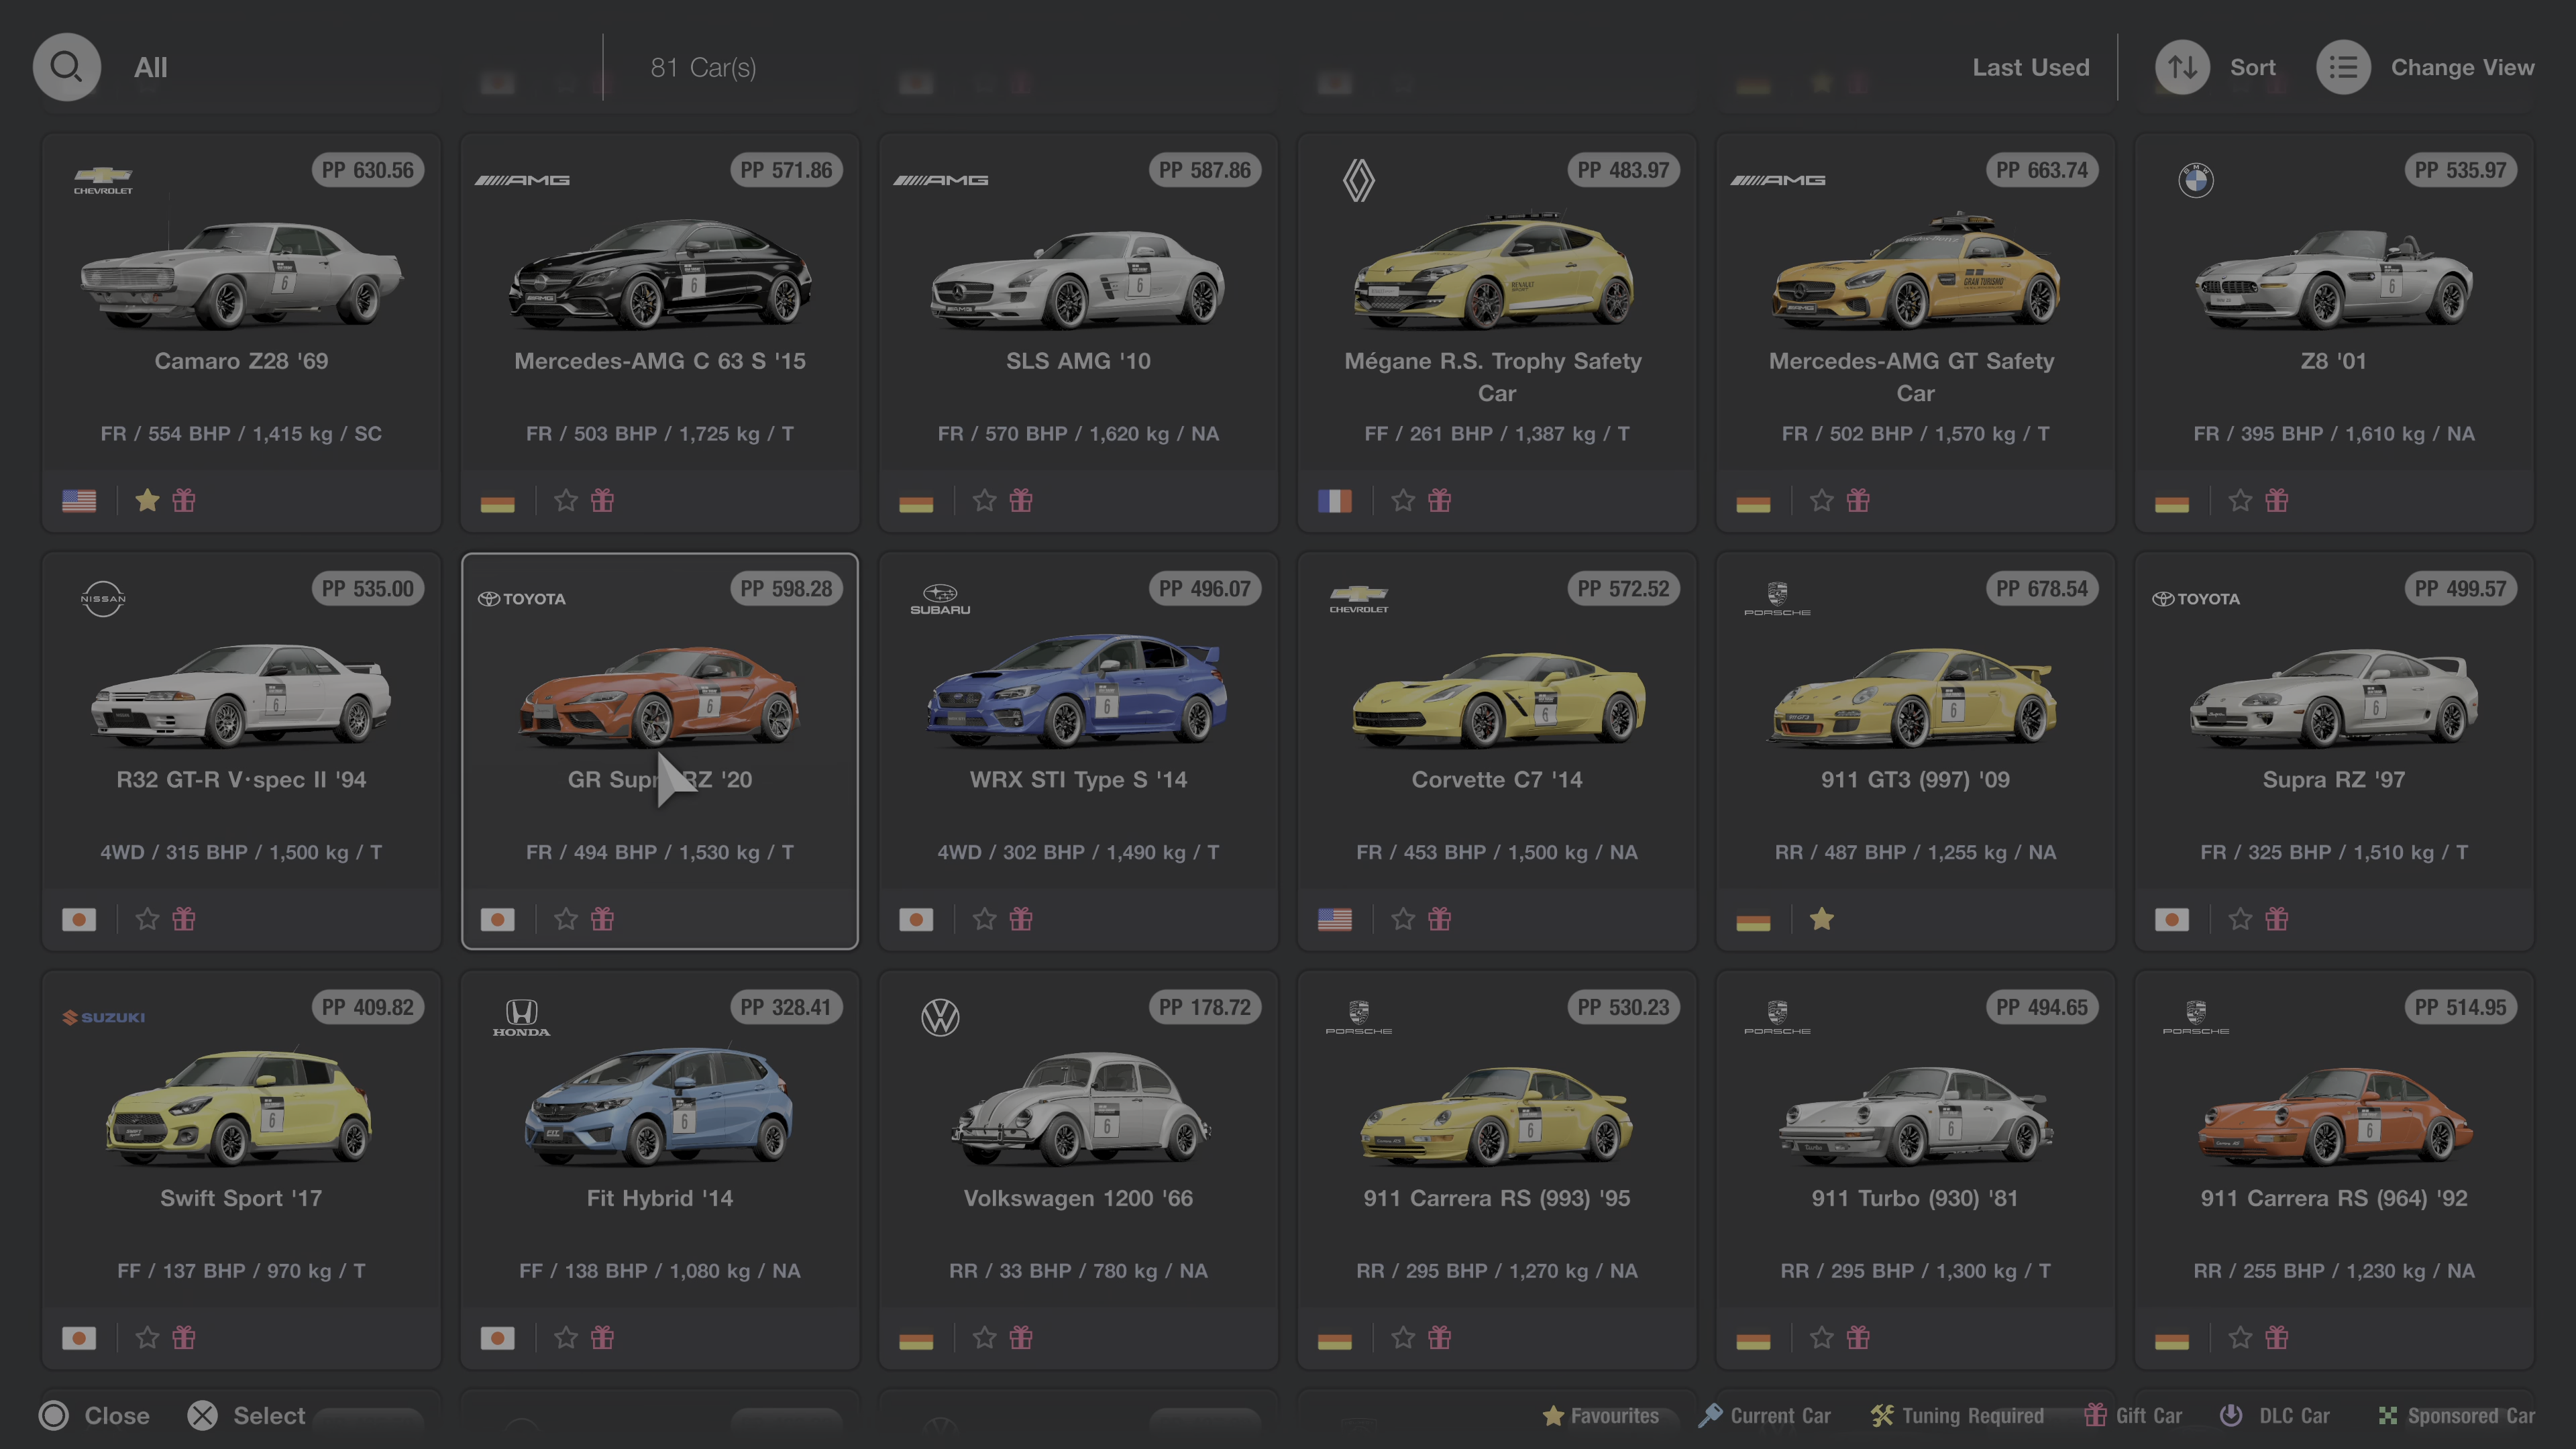 All
81 Car(s)
Last Used
Sort
Change View
CHEVROLET
PP 630.56
Camaro Z28 '69
FR / 554 BHP / 1,415 kg / SC
AMG
PP 571.86
Mercedes-AMG C 63 S '15
FR / 503 BHP / 1,725 kg / T
AMG
PP 587.86
SLS AMG '10
FR / 570 BHP / 1,620 kg / NA
PP 483.97
Mégane R.S. Trophy Safety
Car
FF / 261 BHP / 1,387 kg / T
AMG
PP 663.74
GRAN TURISMO
Mercedes-AMG GT Safety
Car
FR / 502 BHP / 1,570 kg / T
BMW
PP 535.97
Z8 '01
FR / 395 BHP / 1,610 kg / NA
NISSAN
PP 535.00
R32 GT-R V·spec II '94
4WD / 315 BHP / 1,500 kg / T
TOYOTA
PP 598.28
GR Supr RZ '20
FR / 494 BHP / 1,530 kg / T
SUBARU
PP 496.07
WRX STI Type S '14
4WD / 302 BHP / 1,490 kg / T
CHEVROLET
PP 572.52
Corvette C7 '14
FR / 453 BHP / 1,500 kg / NA
PORSCHE
PP 678.54
911 GT3 (997) '09
RR / 487 BHP / 1,255 kg / NA
TOYOTA
PP 499.57
Supra RZ '97
FR / 325 BHP / 1,510 kg / T
SUZUKI
PP 409.82
Swift Sport '17
FF / 137 BHP / 970 kg / T
HONDA
PP 328.41
Fit Hybrid '14
FF / 138 BHP / 1,080 kg / NA
PP 178.72
Volkswagen 1200 '66
RR / 33 BHP / 780 kg / NA
PORSCHE
PP 530.23
911 Carrera RS (993) '95
RR / 295 BHP / 1,270 kg / NA
PORSCHE
PP 494.65
911 Turbo (930) '81
RR / 295 BHP / 1,300 kg / T
PORSCHE
PP 514.95
911 Carrera RS (964) '92
RR / 255 BHP / 1,230 kg / NA
Close
Select
Favourites
Current Car
Tuning Required
Gift Car
DLC Car
Sponsored Car